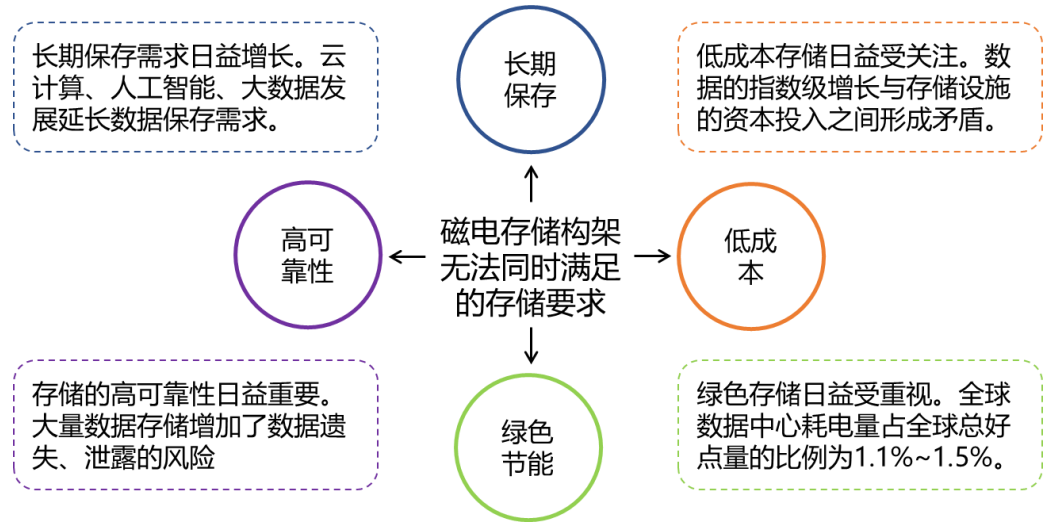 长期保存需求日益增长。云
计算、人工智能、大数据发
展延长数据保存需求。
长期
保存
低成本存储日益受关注。数
据的指数级增长与存储设施
的资本投入之间形成矛盾。
高可
靠性
磁电存储构架
无法同时满足
的存储要求
低成
本
存储的高可靠性日益重要。
大量数据存储增加了数据遗
失、泄露的风险
绿色
节能
绿色存储日益受重视。全球
数据中心耗电量占全球总好
点量的比例为1.1%~1.5%。